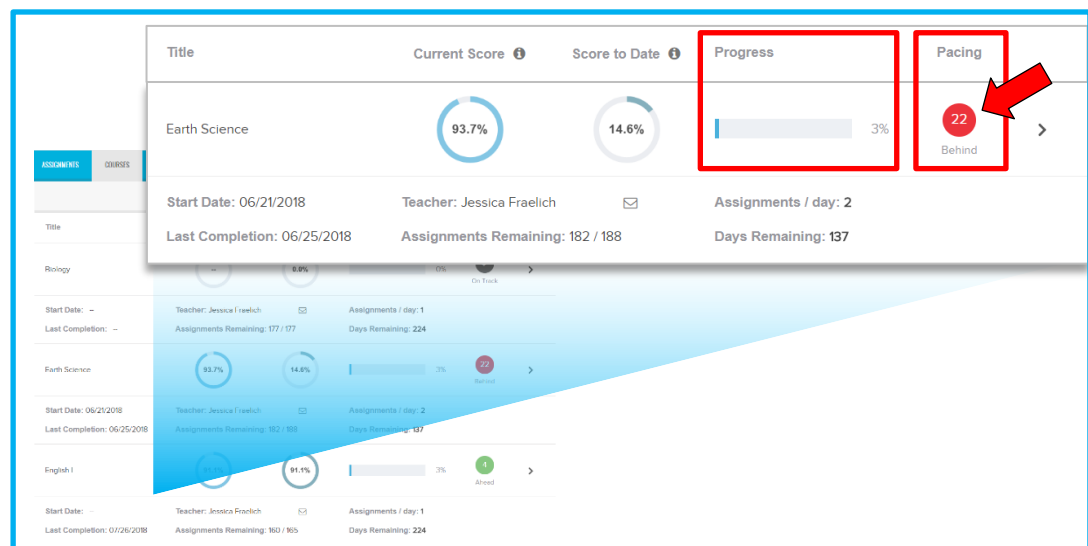 Title Current Score Score to Date Progress Pacing
Earth Science 93.7% 14.6% 3% 22
Behind
Start Date: 06/21/2018 Teacher: Jessica Fraelich Assignments / day: 2
Last Completion: 06/25/2018 Assignments Remaining: 182 / 188 Days Remaining: 137
ASSIGNMENTS COURSES
Title
Biology -- 0.0% 0% On Track
Start Date: -- Teacher: Jessica Fraelich Assignments / day: 1
Last Completion: -- Assignments Remaining: 177 / 177 Days Remaining: 224
Earth Science 93.7% 14.6% 3% 22
Behind
Start Date: 06/21/2018 Teacher: Jessica Fraelich Assignments / day: 2
Last Completion: 06/25/2018 Assignments Remaining: 182 / 188 Days Remaining: 137
English I 91.1% 3% 4
Ahead
Start Date: -- Teacher: Jessica Fraelich Assignments / day: 1
Last Completion: 07/26/2018 Assignments Remaining: 160 / 165 Days Remaining: 224